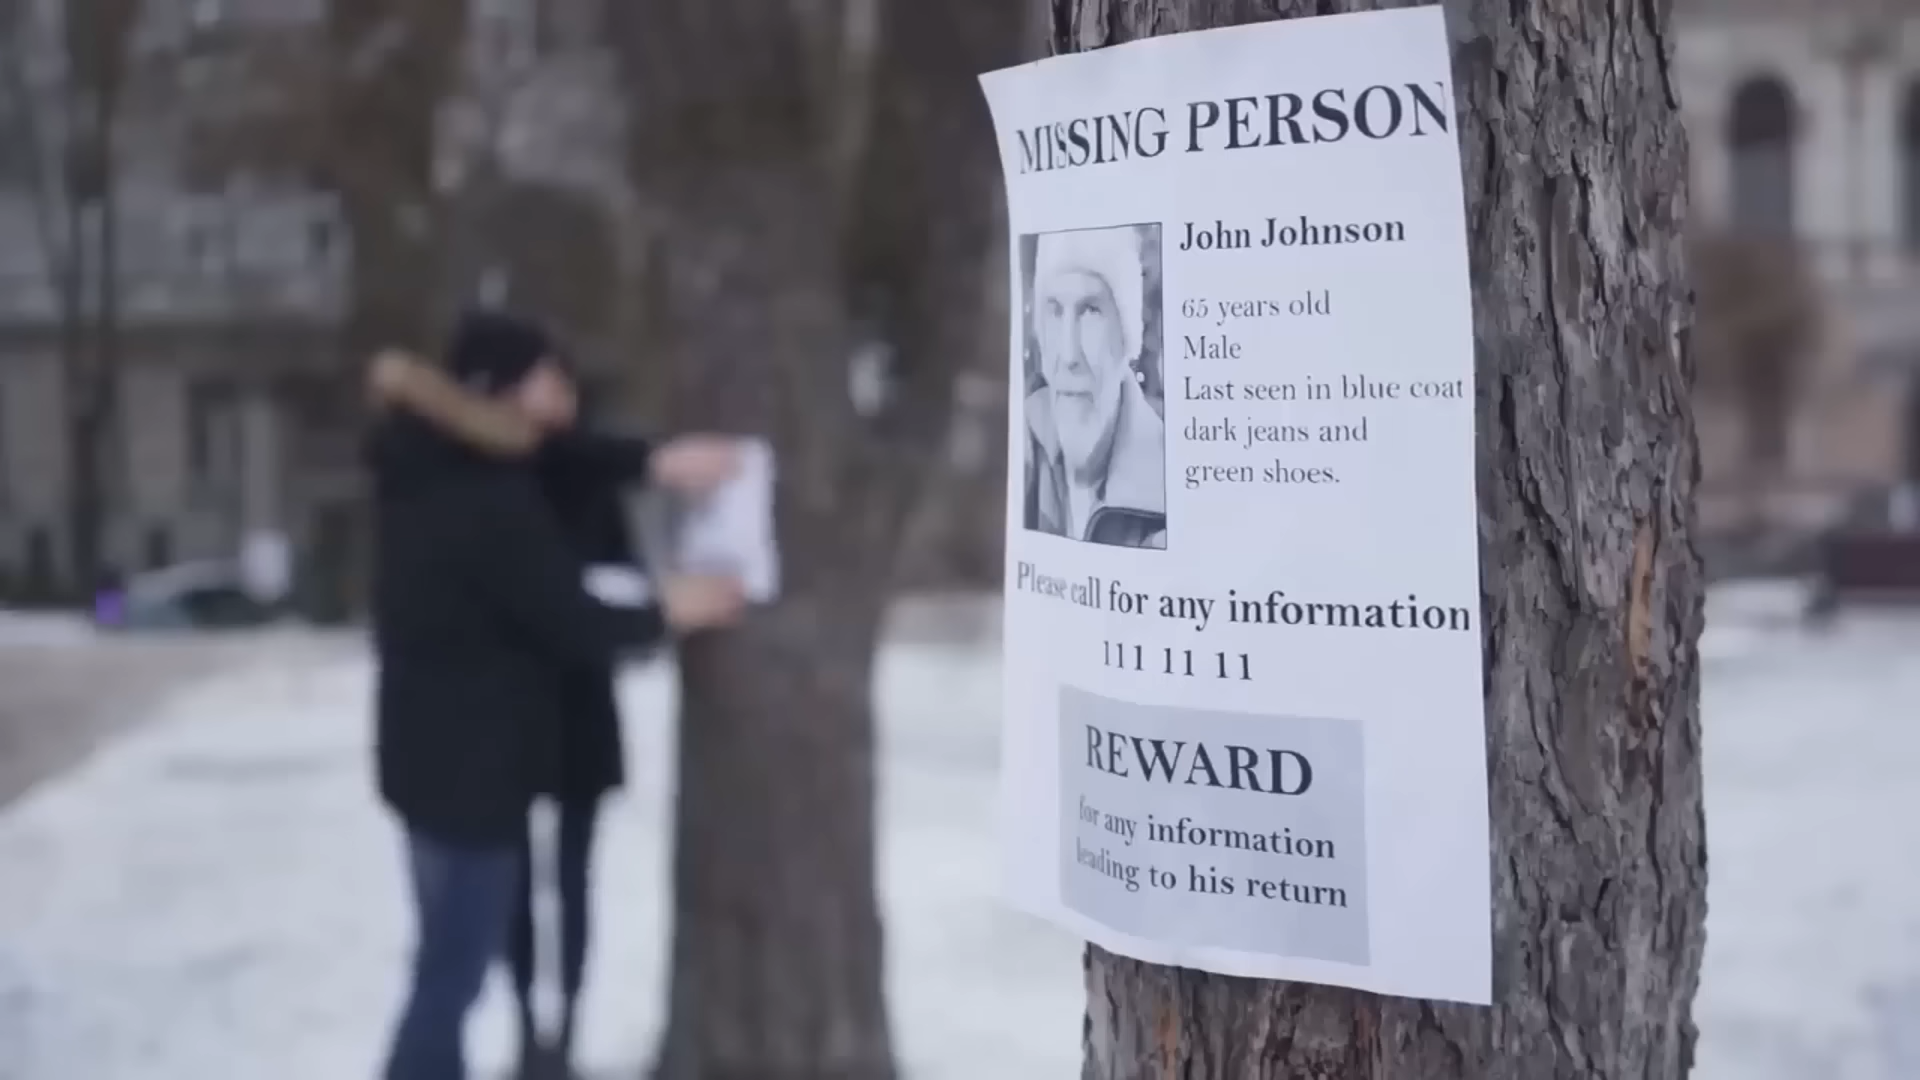 MISSING PERSON
John Johnson
65 years old
Male
Last seen in blue coat
dark jeans and
green shoes.
Please call for any information
111 11 11
REWARD
for any information
leading to his return